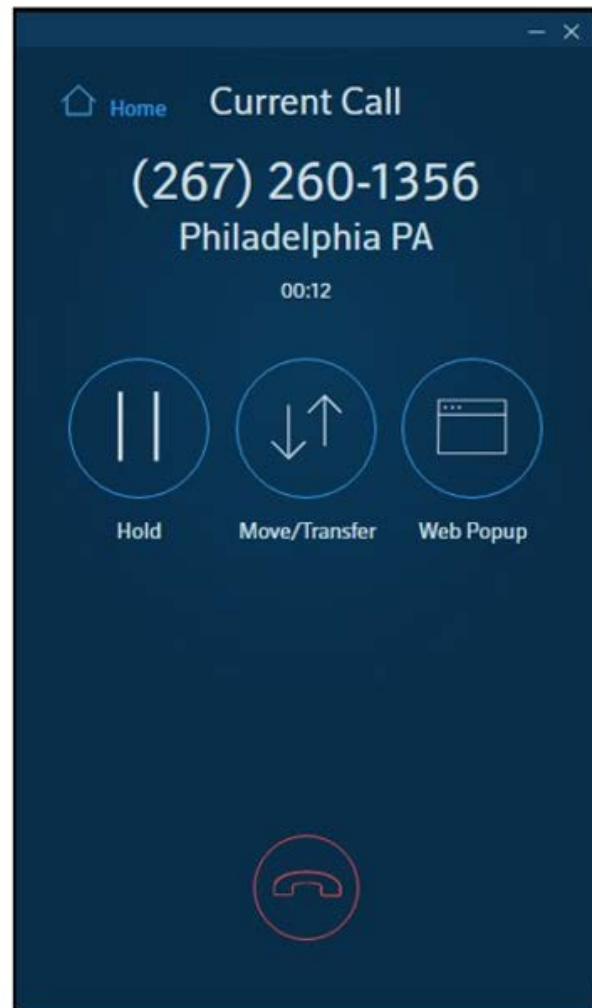 Home Current Call
(267) 260-1356
Philadelphia PA
00:12
Hold Move/Transfer Web Popup